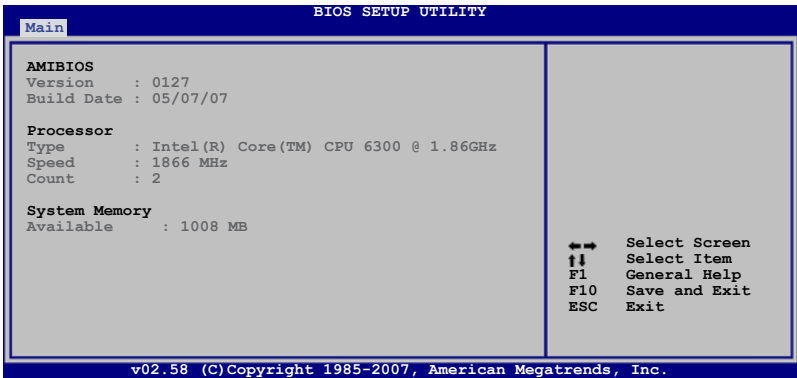 BIOS SETUP UTILITY
Main
AMIBIOS
Version : 0127
Build Date : 05/07/07
Processor
Type : Intel(R) Core(TM) CPU 6300 @ 1.86GHz
Speed : 1866 MHz
Count : 2
System Memory
Available : 1008 MB
←→ Select Screen
↑↓ Select Item
F1 General Help
F10 Save and Exit
ESC Exit
v02.58 (C)Copyright 1985-2007, American Megatrends, Inc.